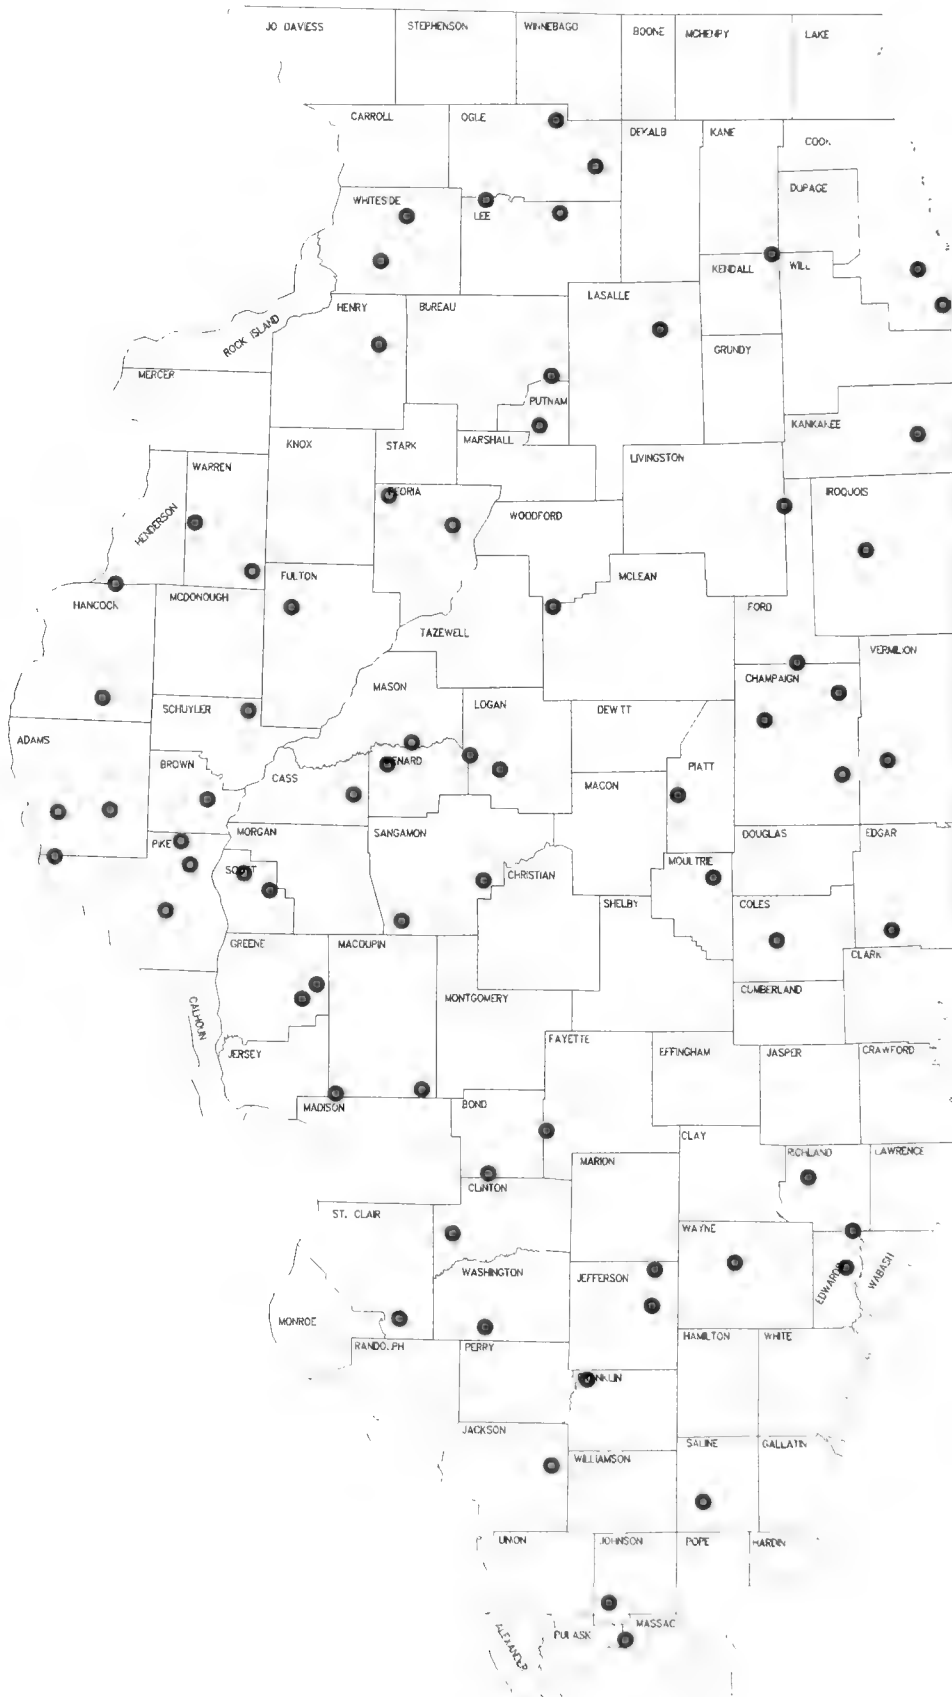 JO DAVIESS
STEPHENSON
WINNEBAGO
BOONE
MCHENRY
LAKE
CARROLL
OGLE
DEKALB
KANE
COOK
DUPAGE
WHITESIDE
LEE
KENDALL
WILL
ROCK ISLAND
HENRY
BUREAU
LASALLE
GRUNDY
MERCER
PUTNAM
KANKAKEE
KNOX
STARK
MARSHALL
LIVINGSTON
WARREN
HENDERSON
PEORIA
WOODFORD
IROQUOIS
HANCOCK
MCDONOUGH
FULTON
TAZEWELL
MCLEAN
FORD
VERMILION
CHAMPAIGN
MASON
SCHUYLER
LOGAN
DEWITT
ADAMS
BROWN
CASS
MENARD
MACON
PIATT
PIKE
MORGAN
SANGAMON
DOUGLAS
EDGAR
SCOTT
CHRISTIAN
MOULTRIE
SHELBY
COLES
GREENE
MACOUPIN
CLARK
CALHOUN
MONTGOMERY
CUMBERLAND
JERSEY
FAYETTE
EFFINGHAM
JASPER
CRAWFORD
MADISON
BOND
CLAY
MARION
RICHLAND
LAWRENCE
CLINTON
ST. CLAIR
WAYNE
WASHINGTON
JEFFERSON
EDWARDS
WABASH
MONROE
RANDOLPH
PERRY
HAMILTON
WHITE
FRANKLIN
JACKSON
WILLIAMSON
SALINE
GALLATIN
UNION
JOHNSON
POPE
HARDIN
ALEXANDER
PULASK
MASSAC